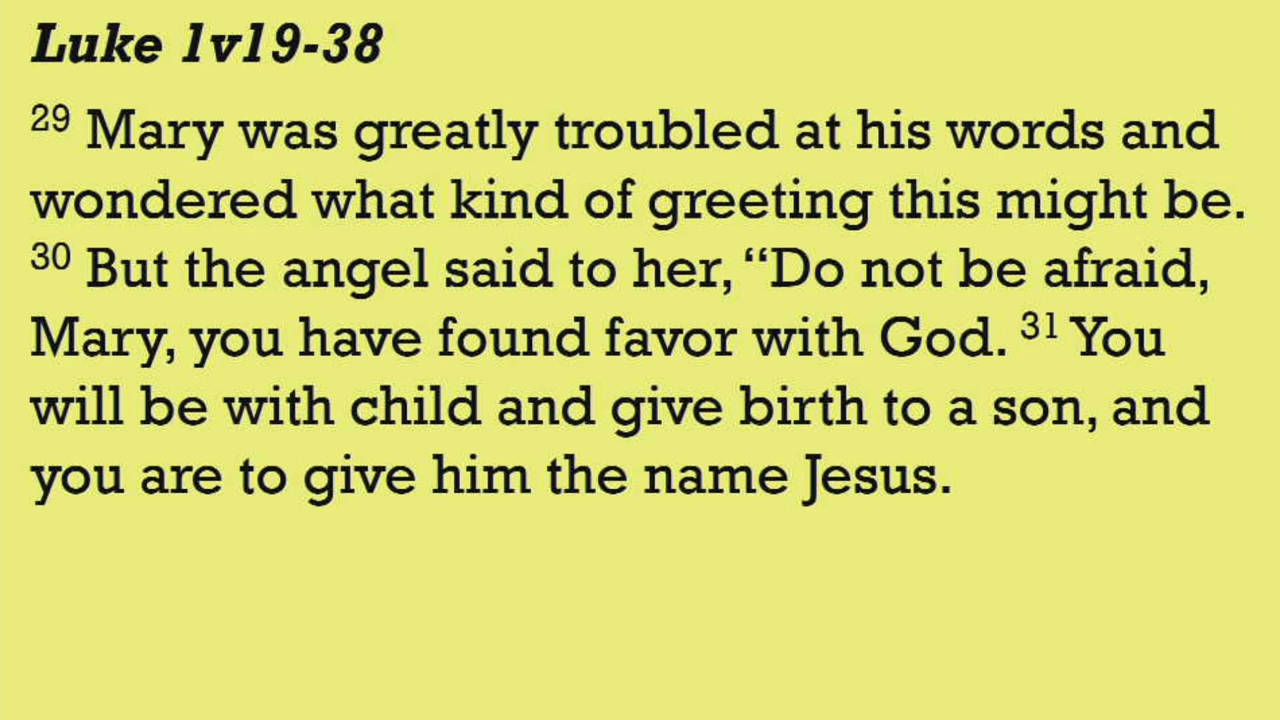 Luke 1v19-38
29 Mary was greatly troubled at his words and
wondered what kind of greeting this might be.
30 But the angel said to her, “Do not be afraid,
Mary, you have found favor with God. 31 You
will be with child and give birth to a son, and
you are to give him the name Jesus.